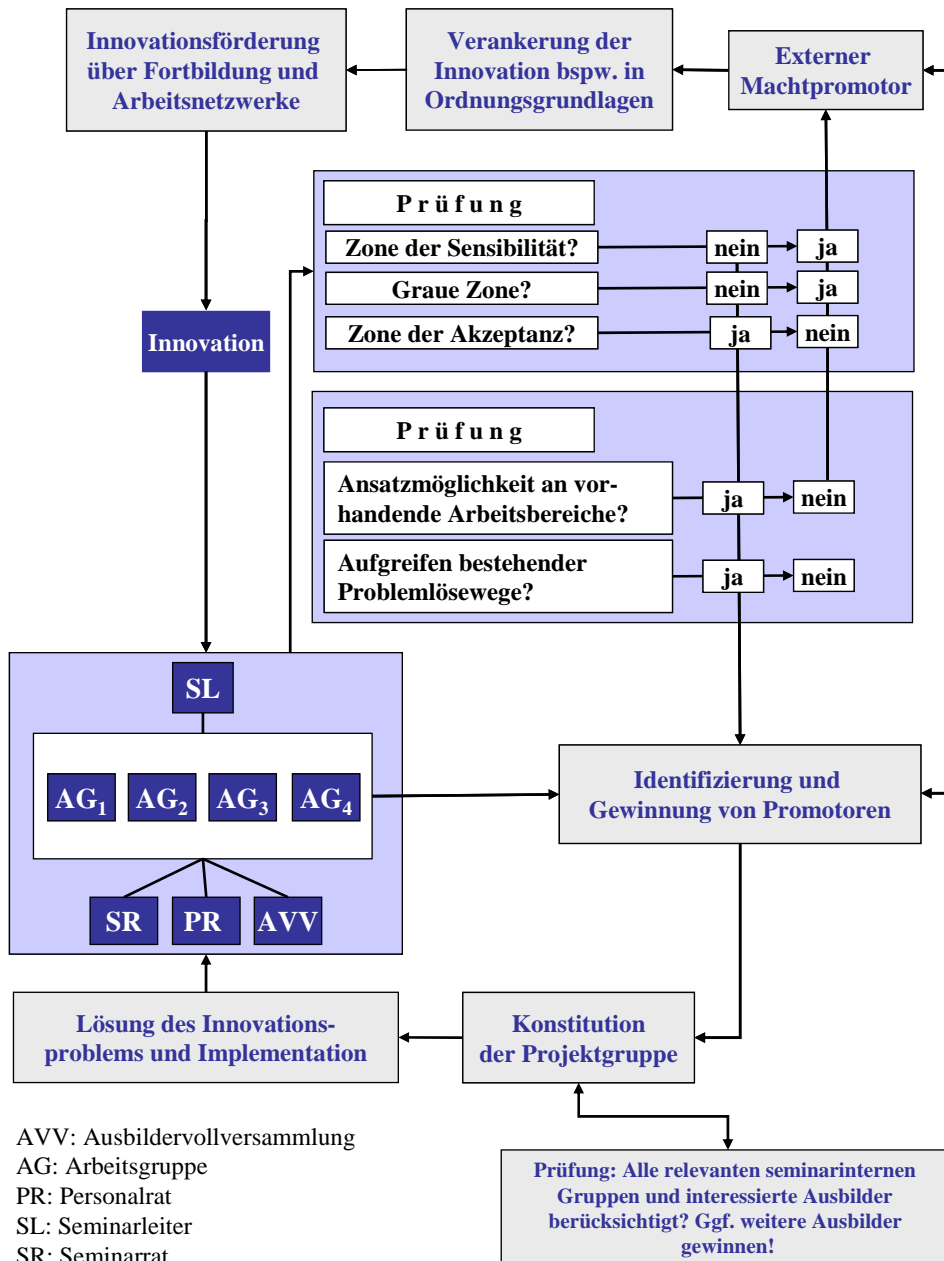 Innovationsförderung
über Fortbildung und
Arbeitsnetzwerke
Verankerung der
Innovation bspw. in
Ordnungsgrundlagen
Externer
Machtpromotor
P r ü f u n g
Zone der Sensibilität?
nein
ja
Graue Zone?
nein
ja
Zone der Akzeptanz?
ja
nein
Innovation
P r ü f u n g
Ansatzmöglichkeit an vor-
handende Arbeitsbereiche?
ja
nein
Aufgreifen bestehender
Problemlösewege?
ja
nein
SL
AG1
AG2
AG3
AG4
SR
PR
AVV
Identifizierung und
Gewinnung von Promotoren
Lösung des Innovations-
problems und Implementation
Konstitution
der Projektgruppe
AVV: Ausbildervollversammlung
AG: Arbeitsgruppe
PR: Personalrat
SL: Seminarleiter
SR: Seminarrat
Prüfung: Alle relevanten seminarinternen
Gruppen und interessierte Ausbilder
berücksichtigt? Ggf. weitere Ausbilder
gewinnen!